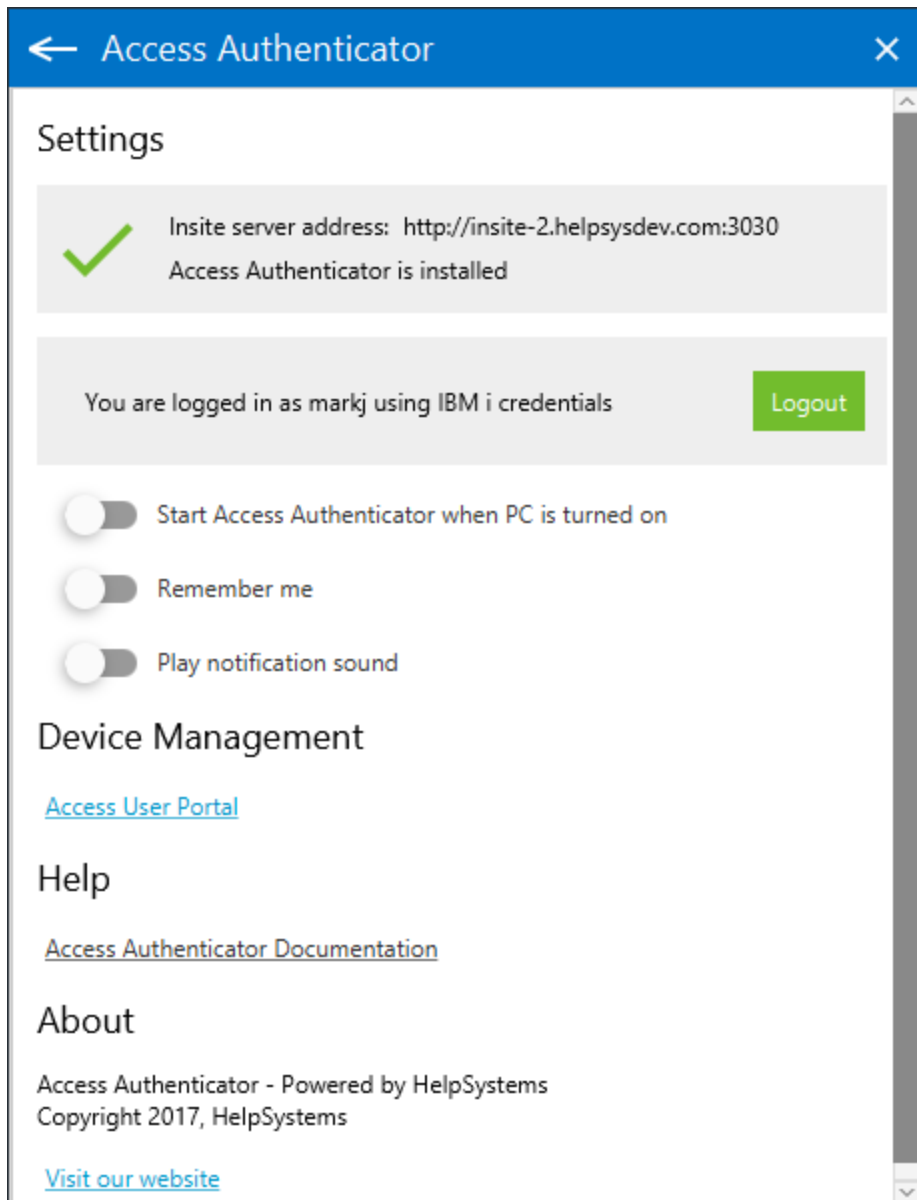 Access Authenticator
Settings
Insite server address: http://insite-2.helpsysdev.com:3030
Access Authenticator is installed
You are logged in as markj using IBM i credentials
Logout
Start Access Authenticator when PC is turned on
Remember me
Play notification sound
Device Management
Access User Portal
Help
Access Authenticator Documentation
About
Access Authenticator - Powered by HelpSystems
Copyright 2017, HelpSystems
Visit our website